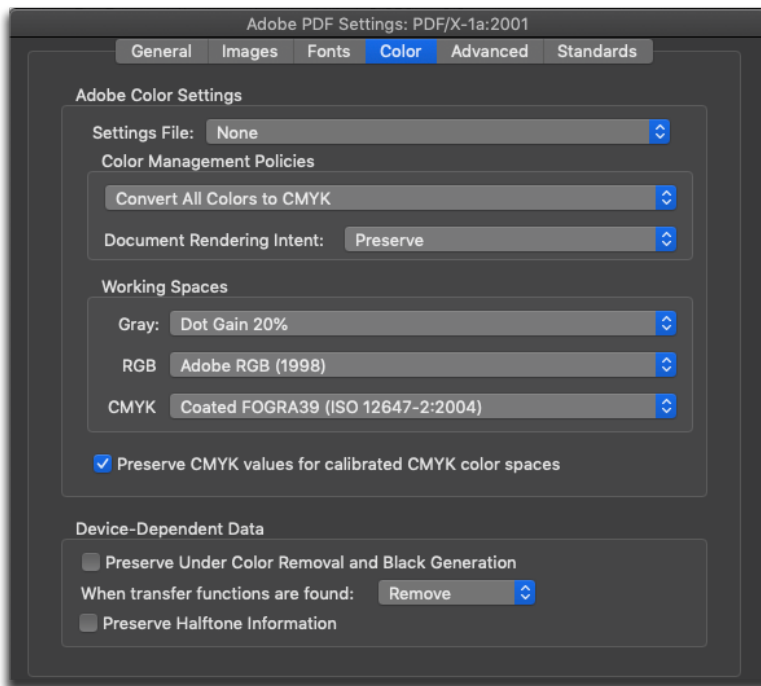 Adobe PDF Settings: PDF/X-1a:2001
General Images Fonts Color Advanced Standards
Adobe Color Settings
Settings File: None
Color Management Policies
Convert All Colors to CMYK
Document Rendering Intent: Preserve
Working Spaces
Gray: Dot Gain 20%
RGB Adobe RGB (1998)
CMYK Coated FOGRA39 (ISO 12647-2:2004)
Preserve CMYK values for calibrated CMYK color spaces
Device-Dependent Data
Preserve Under Color Removal and Black Generation
When transfer functions are found: Remove
Preserve Halftone Information